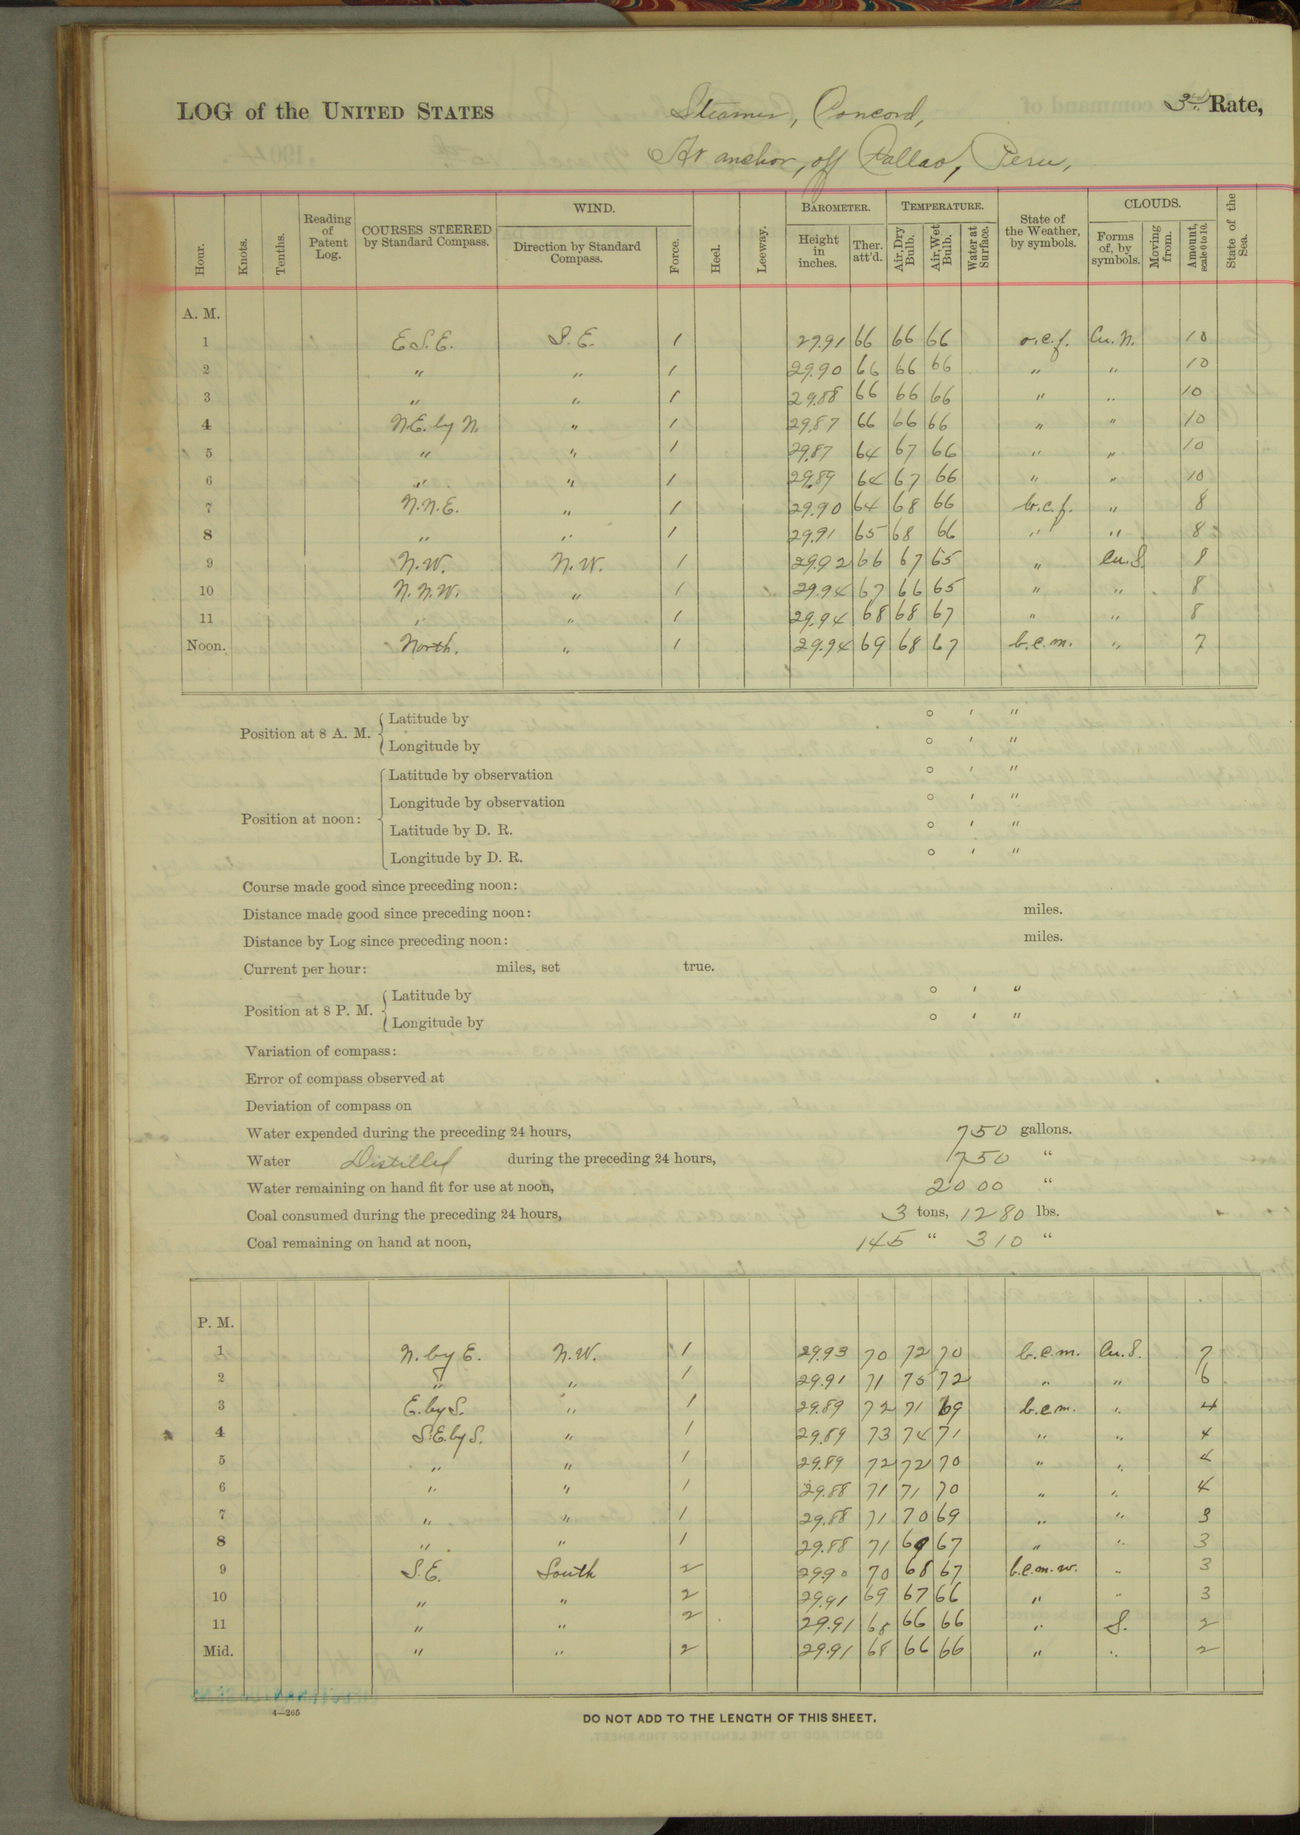 LOG of the UNITED STATES Steamer, Concord, 3rd Rate,
At anchor, off Callao, Peru,
Hour. Knots. Tenths. Reading of Patent Log. COURSES STEERED by Standard Compass. WIND. Direction by Standard Compass. Force. Heel. Leeway. BAROMETER. Height in inches. Ther. att'd. TEMPERATURE. Air, Dry Bulb. Air, Wet Bulb. Water at Surface. State of the Weather, by symbols. CLOUDS. Forms of, by symbols. Moving from. Amount, scale 0 to 10. State of the Sea.
A. M.
1 E.S.E. S.E. 1 29.91 66 66 66 o.c.f. Cu.N. 10
2 " " 1 29.90 66 66 66 " " 10
3 " " 1 29.88 66 66 66 " " 10
4 N.E. by N. " 1 29.87 66 66 66 " " 10
5 " " 1 29.87 64 67 66 " " 10
6 " " 1 29.89 64 67 66 " " 10
7 N.N.E. " 1 29.90 64 68 66 b.c.f. " 8
8 " " 1 29.91 65 68 66 " " 8
9 N.W. N.W. 1 29.92 66 67 65 " Cu.S. 8
10 N.N.W. " 1 29.94 67 66 65 " " 8
11 " " 1 29.94 68 68 67 " " 8
Noon. North. " 1 29.94 69 68 67 b.c.m. " 7
Position at 8 A. M. { Latitude by ° ' "
Longitude by ° ' "
Position at noon: { Latitude by observation ° ' "
Longitude by observation ° ' "
Latitude by D. R. ° ' "
Longitude by D. R. ° ' "
Course made good since preceding noon:
Distance made good since preceding noon: miles.
Distance by Log since preceding noon: miles.
Current per hour: miles, set true.
Position at 8 P. M. { Latitude by ° ' "
Longitude by ° ' "
Variation of compass:
Error of compass observed at
Deviation of compass on
Water expended during the preceding 24 hours, 750 gallons.
Water Distilled during the preceding 24 hours, 750 "
Water remaining on hand fit for use at noon, 2000 "
Coal consumed during the preceding 24 hours, 3 tons, 1280 lbs.
Coal remaining on hand at noon, 145 " 310 "
P. M.
1 N. by E. N.W. 1 29.93 70 72 70 b.c.m. Cu.S. 7
2 " " 1 29.91 71 75 72 " " 6
3 E. by S. " 1 29.89 72 71 69 b.c.m. " 4
4 S.E. by S. " 1 29.89 73 74 71 " " 4
5 " " 1 29.89 72 72 70 " " 4
6 " " 1 29.88 71 71 70 " " 4
7 " " 1 29.88 71 70 69 " " 3
8 " " 1 29.88 71 69 67 " " 3
9 S.E. South 2 29.90 70 68 67 b.c.m.w. " 3
10 " " 2 29.91 69 67 66 " " 3
11 " " 2 29.91 68 66 66 " S. 2
Mid. " " 2 29.91 68 66 66 " " 2
4—265
DO NOT ADD TO THE LENGTH OF THIS SHEET.